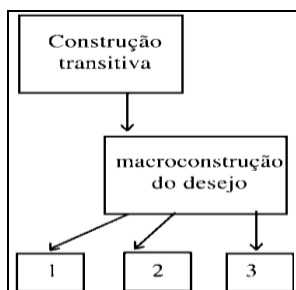 Construção
transitiva
macroconstrução
do desejo
1 2 3